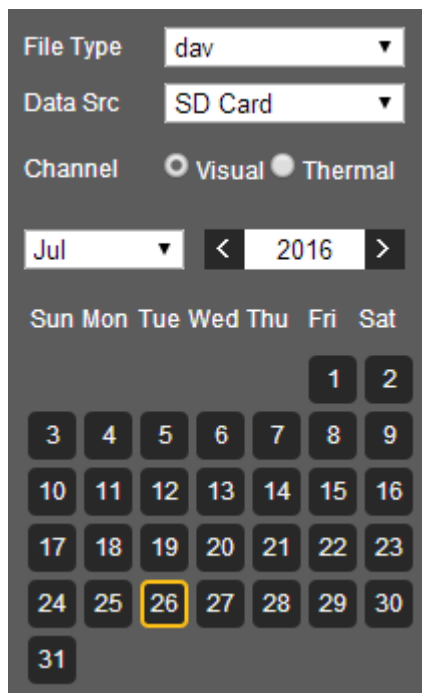 File Type dav
Data Src SD Card
Channel Visual Thermal
Jul < 2016 >
Sun Mon Tue Wed Thu Fri Sat
1 2
3 4 5 6 7 8 9
10 11 12 13 14 15 16
17 18 19 20 21 22 23
24 25 26 27 28 29 30
31